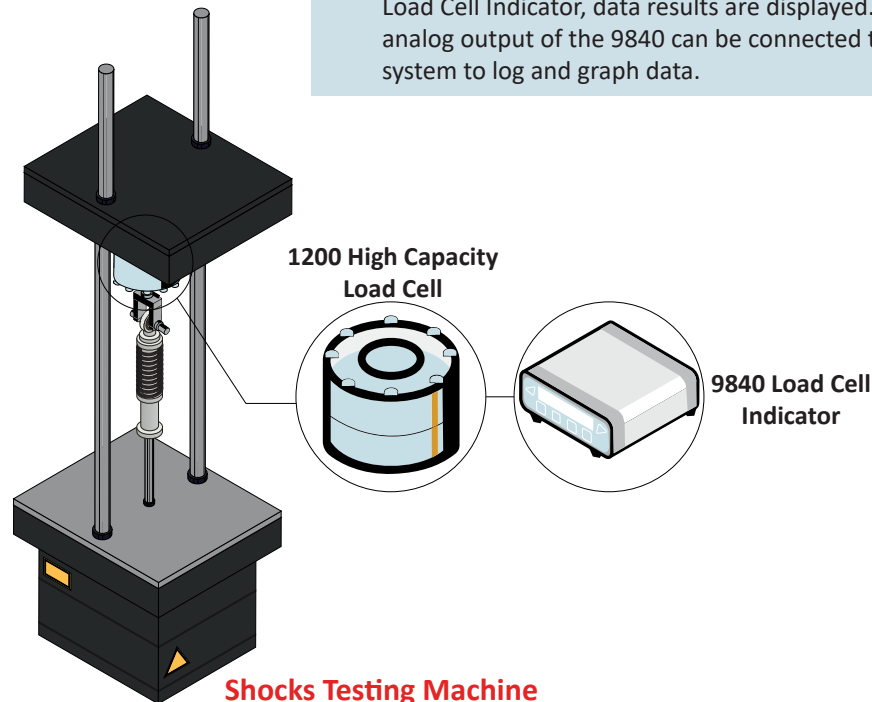 Load Cell Indicator, data results are displayed.
analog output of the 9840 can be connected
system to log and graph data.
1200 High Capacity
Load Cell
9840 Load Cell
Indicator
Shocks Testing Machine